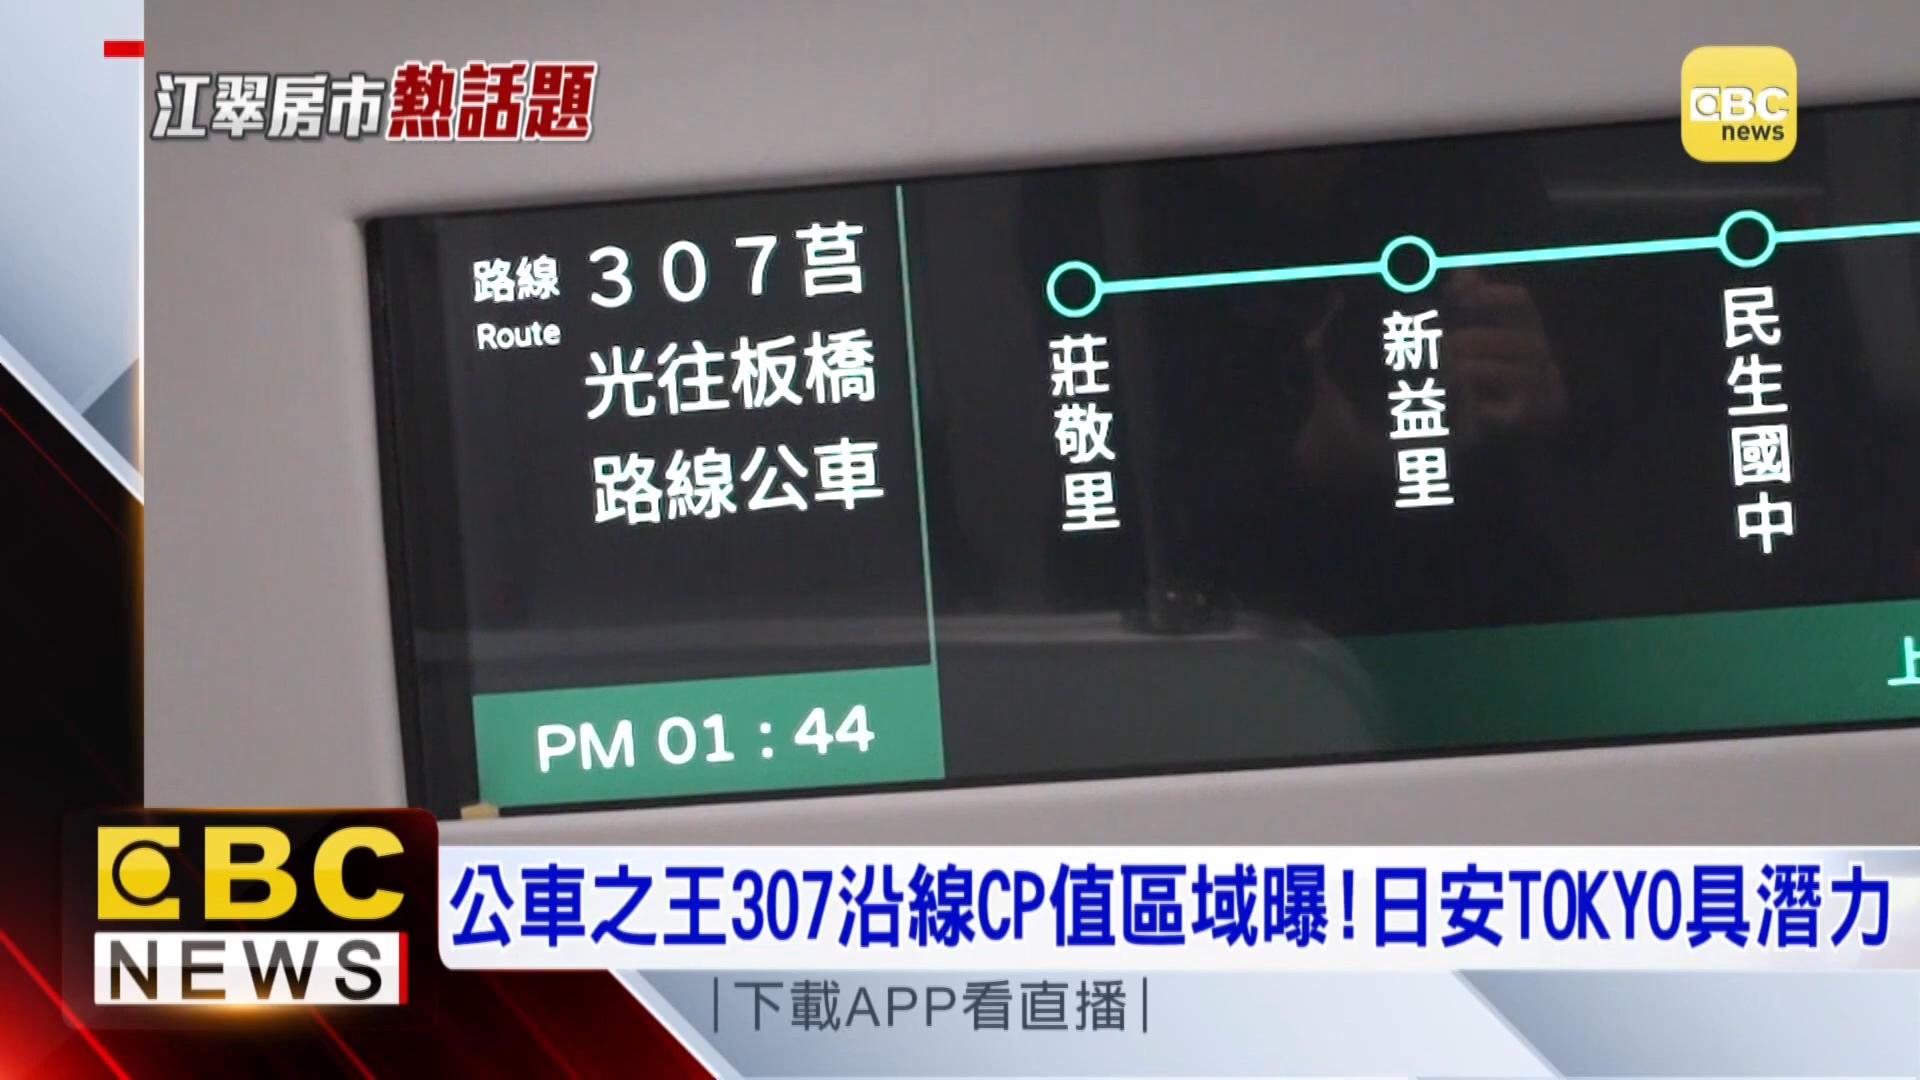 江翠房市熱話題
EBC
news
路線
Route
307莒
光往板橋
路線公車
莊敬里
新益里
民生國中
上
PM 01:44
EBC
NEWS
公車之王307沿線CP值區域曝!日安TOKYO具潛力
|下載APP看直播|